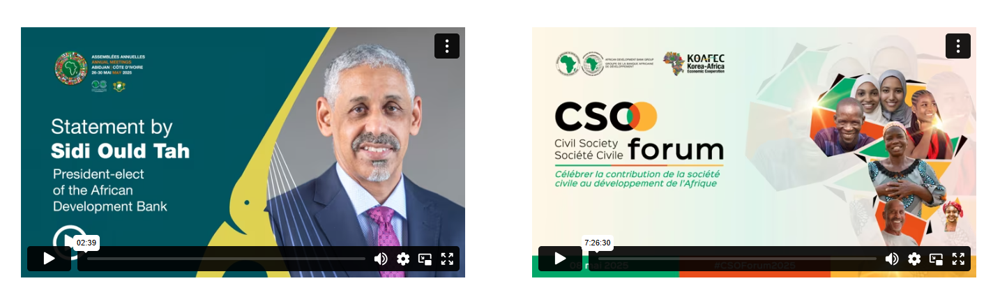 ASSEMBLÉES ANNUELLES
ANNUAL MEETINGS
ABIDJAN | CÔTE D'IVOIRE
26-30 MAI MAY 2025
Statement by
Sidi Ould Tah
President-elect
of the African
Development Bank
02:39
AFRICAN DEVELOPMENT BANK GROUP
GROUPE DE LA BANQUE AFRICAINE
DE DÉVELOPPEMENT
KOAFEC
Korea-Africa
Economic Cooperation
CSO
Civil Society
Société Civile
forum
Célébrer la contribution de la société
civile au développement de l'Afrique
7:26:30
mai 2025
#CSOForum2025